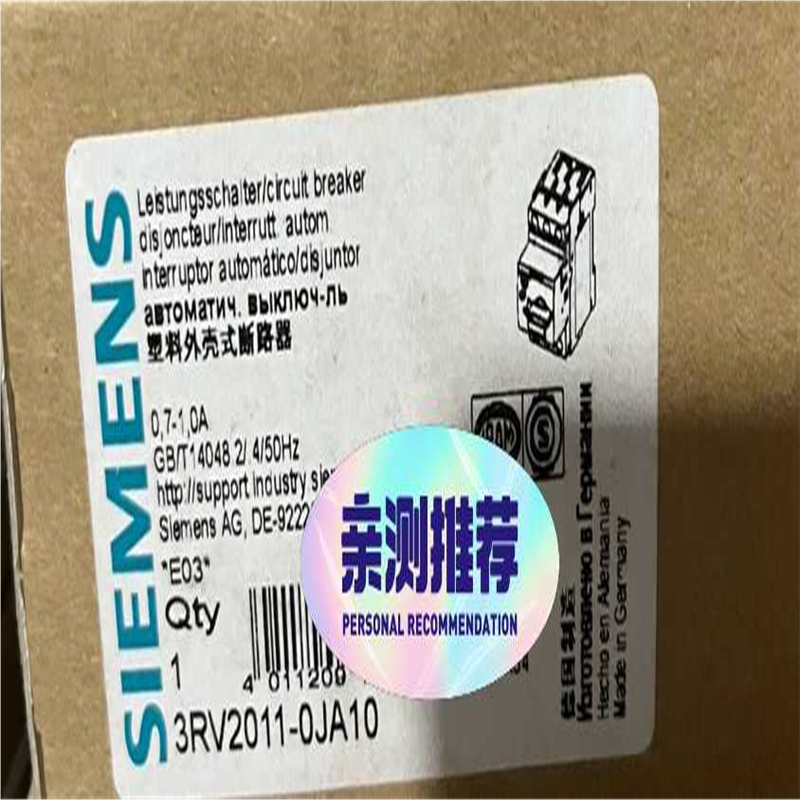 SIEMENS
Leistungsschalter/circuit breaker
disjoncteur/interrutt. autom
interruptor automático/disjuntor
автоматич. выключ-ль
塑料外壳式断路器
0,7-1,0A
GB/T14048.2/.4/50Hz
http://support.industry.sie
Siemens AG, DE-9222
*E03*
Qty
1
4 011209
3RV2011-0JA10
亲测推荐
PERSONAL RECOMMENDATION
德国制造
Изготовлено в Германии
Hecho en Alemania
Made in Germany